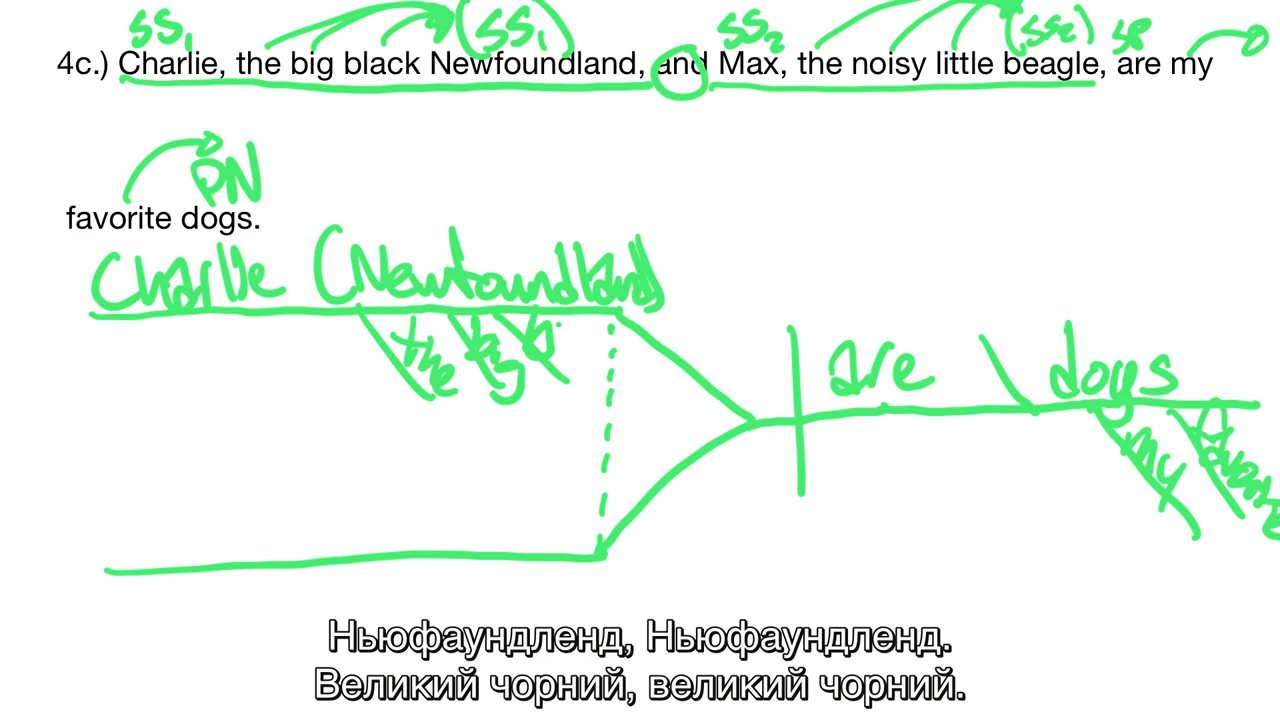 SS1 (SS1) SS2 (SS2) SP
4c.) Charlie, the big black Newfoundland, and Max, the noisy little beagle, are my
PN
favorite dogs.
Charlie (Newfoundland)
the big b.
are dogs
my favorite
Ньюфаундленд, Ньюфаундленд.
Великий чорний, великий чорний.